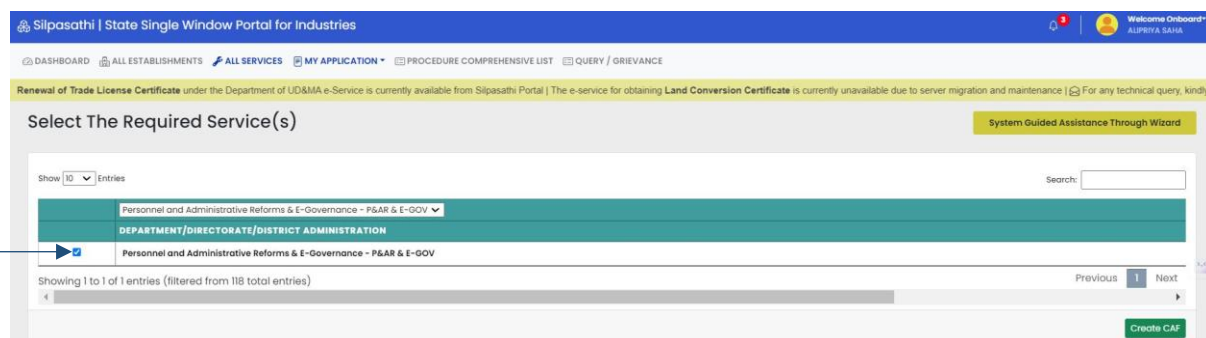 Silpasathi | State Single Window Portal for Industries
3
Welcome Onboard
ALIPRIYA SAHA
DASHBOARD ALL ESTABLISHMENTS ALL SERVICES MY APPLICATION PROCEDURE COMPREHENSIVE LIST QUERY / GRIEVANCE
Renewal of Trade License Certificate under the Department of UD&MA e-Service is currently available from Silpasathi Portal | The e-service for obtaining Land Conversion Certificate is currently unavailable due to server migration and maintenance | For any technical query, kindly
Select The Required Service(s)
System Guided Assistance Through Wizard
Show 10 Entries
Search:
Personnel and Administrative Reforms & E-Governance - P&AR & E-GOV
DEPARTMENT/DIRECTORATE/DISTRICT ADMINISTRATION
Personnel and Administrative Reforms & E-Governance - P&AR & E-GOV
Showing 1 to 1 of 1 entries (filtered from 118 total entries)
Previous 1 Next
Create CAF